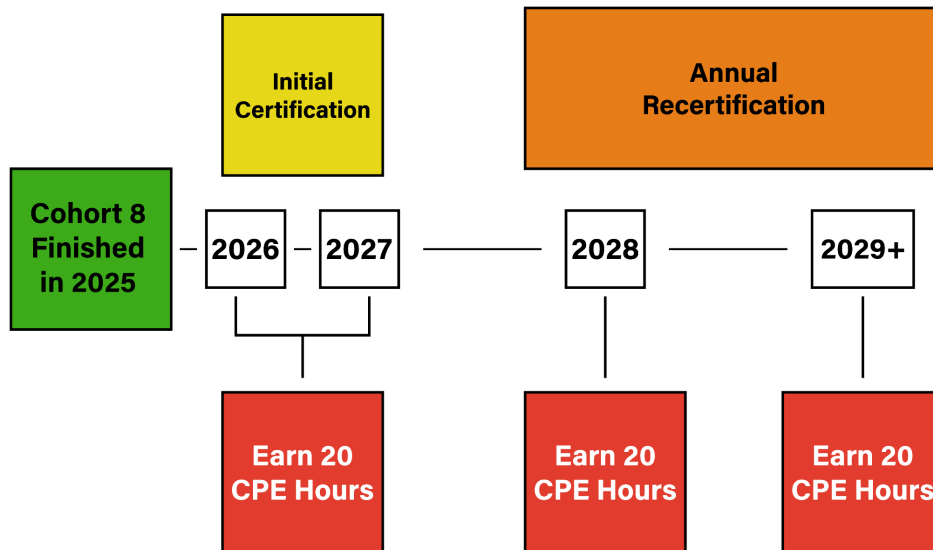 Initial
Certification
Annual
Recertification
Cohort 8
Finished
in 2025
2026
2027
2028
2029+
Earn 20
CPE Hours
Earn 20
CPE Hours
Earn 20
CPE Hours